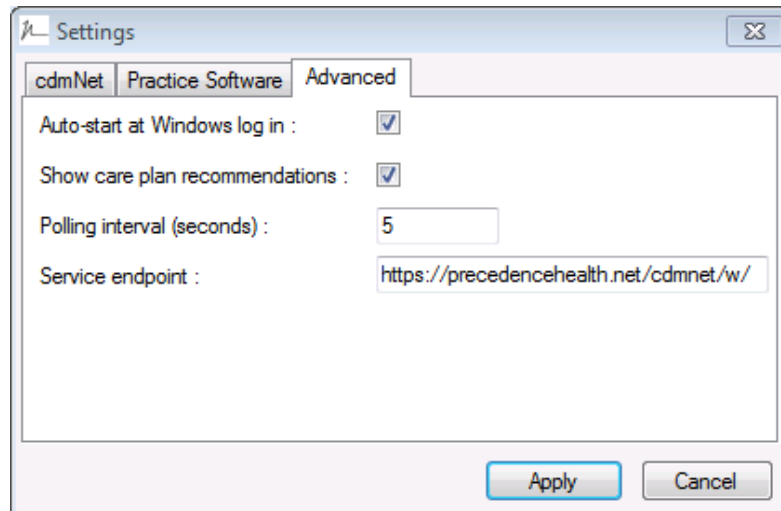 Settings
cdmNet Practice Software Advanced
Auto-start at Windows log in :
Show care plan recommendations :
Polling interval (seconds) : 5
Service endpoint : https://precedencehealth.net/cdmnet/w/
Apply Cancel